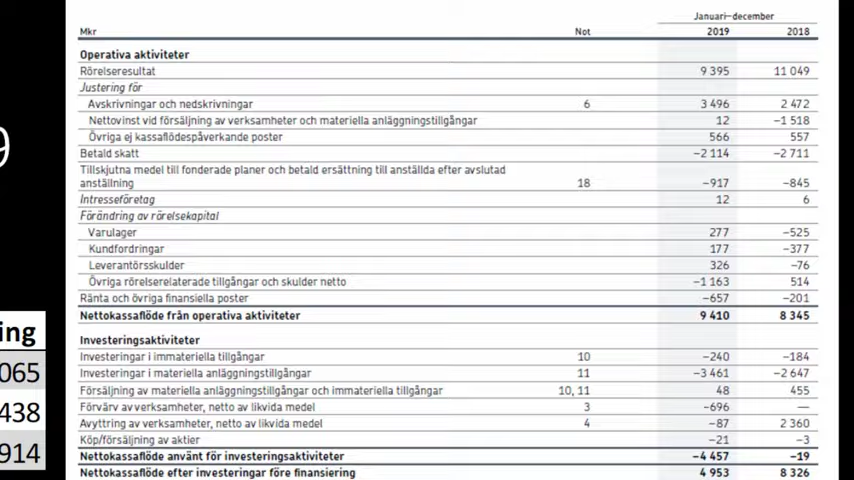 Januari–december
Mkr Not 2019 2018
Operativa aktiviteter
Rörelseresultat 9 395 11 049
Justering för
Avskrivningar och nedskrivningar 6 3 496 2 472
Nettovinst vid försäljning av verksamheter och materiella anläggningstillgångar 12 –1 518
Övriga ej kassaflödespåverkande poster 566 557
Betald skatt –2 114 –2 711
Tillskjutna medel till fonderade planer och betald ersättning till anställda efter avslutad
anställning 18 –917 –845
Intresseföretag 12 6
Förändring av rörelsekapital
Varulager 277 –525
Kundfordringar 177 –377
Leverantörsskulder 326 –76
Övriga rörelserelaterade tillgångar och skulder netto –1 163 514
Ränta och övriga finansiella poster –657 –201
Nettokassaflöde från operativa aktiviteter 9 410 8 345
Investeringsaktiviteter
Investeringar i immateriella tillgångar 10 –240 –184
Investeringar i materiella anläggningstillgångar 11 –3 461 –2 647
Försäljning av materiella anläggningstillgångar och immateriella tillgångar 10, 11 48 455
Förvärv av verksamheter, netto av likvida medel 3 –696 —
Avyttring av verksamheter, netto av likvida medel 4 –87 2 360
Köp/försäljning av aktier –21 –3
Nettokassaflöde använt för investeringsaktiviteter –4 457 –19
Nettokassaflöde efter investeringar före finansiering 4 953 8 326
9
ing
065
438
914